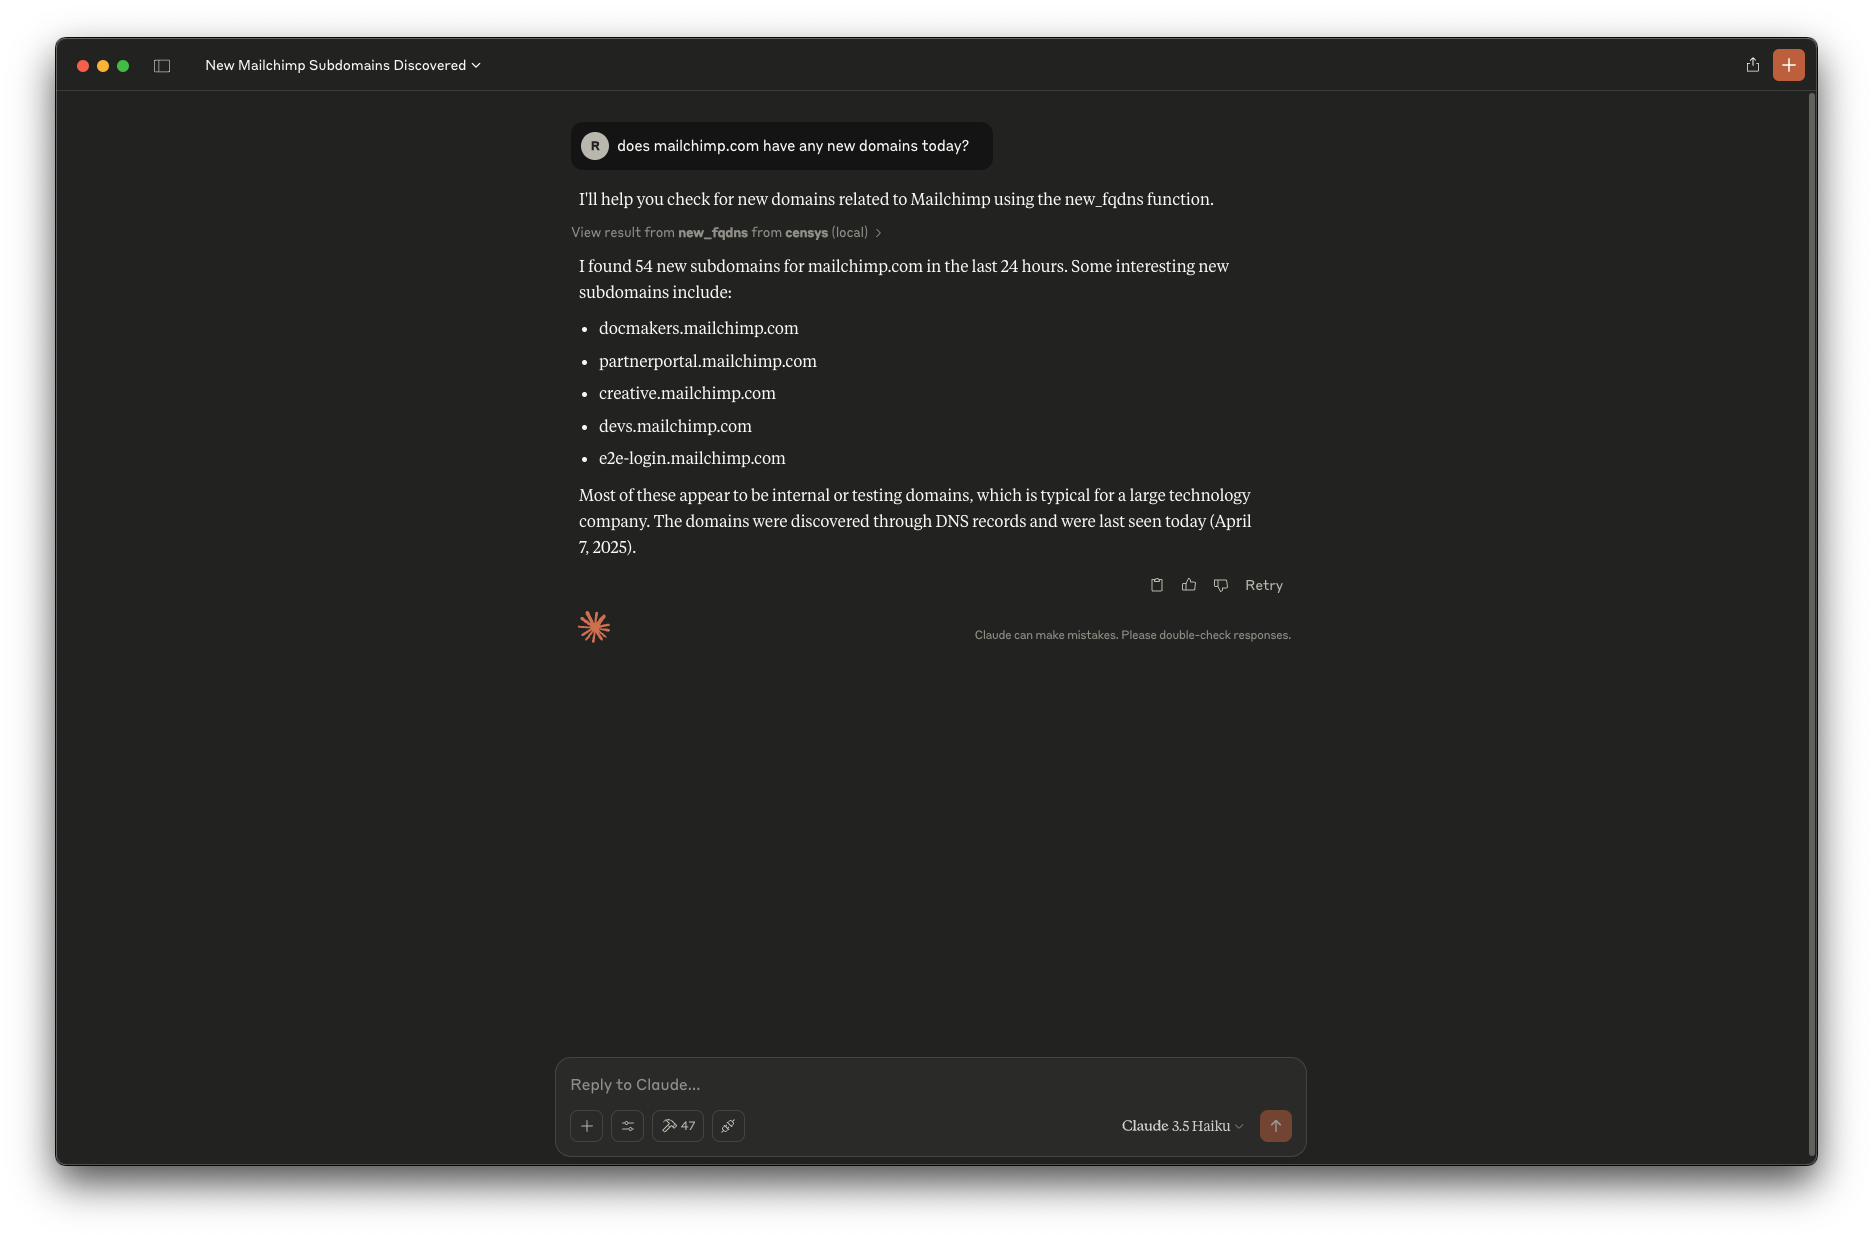 New Mailchimp Subdomains Discovered
R
does mailchimp.com have any new domains today?
I'll help you check for new domains related to Mailchimp using the new_fqdns function.
View result from new_fqdns from censys (local)
I found 54 new subdomains for mailchimp.com in the last 24 hours. Some interesting new
subdomains include:
• docmakers.mailchimp.com
• partnerportal.mailchimp.com
• creative.mailchimp.com
• devs.mailchimp.com
• e2e-login.mailchimp.com
Most of these appear to be internal or testing domains, which is typical for a large technology
company. The domains were discovered through DNS records and were last seen today (April
7, 2025).
Retry
Claude can make mistakes. Please double-check responses.
Reply to Claude...
47
Claude 3.5 Haiku